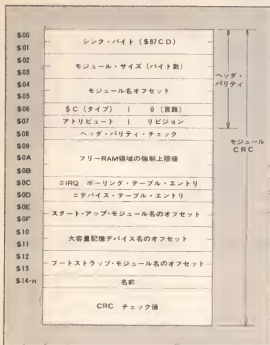 $00
シンク・バイト ($87CD)
$01
$02
モジュール・サイズ (バイト数)
$03
$04
モジュール名オフセット
$05
$06
$C (タイプ) | 0 (言語)
$07
アトリビュート | リビジョン
$08
ヘッダ・パリティ・チェック
$09
$0A
フリーRAM領域の強制上限値
$0B
$0C
=IRQ ポーリング・テーブル・エントリ
$0D
=デバイス・テーブル・エントリ
$0E
スタート・アップ・モジュール名のオフセット
$0F
$10
大容量記憶デバイス名のオフセット
$11
$12
ブートストラップ・モジュール名のオフセット
$13
$14-n
名前
CRC チェック値
ヘッダ・
パリティ
モジュール
CRC